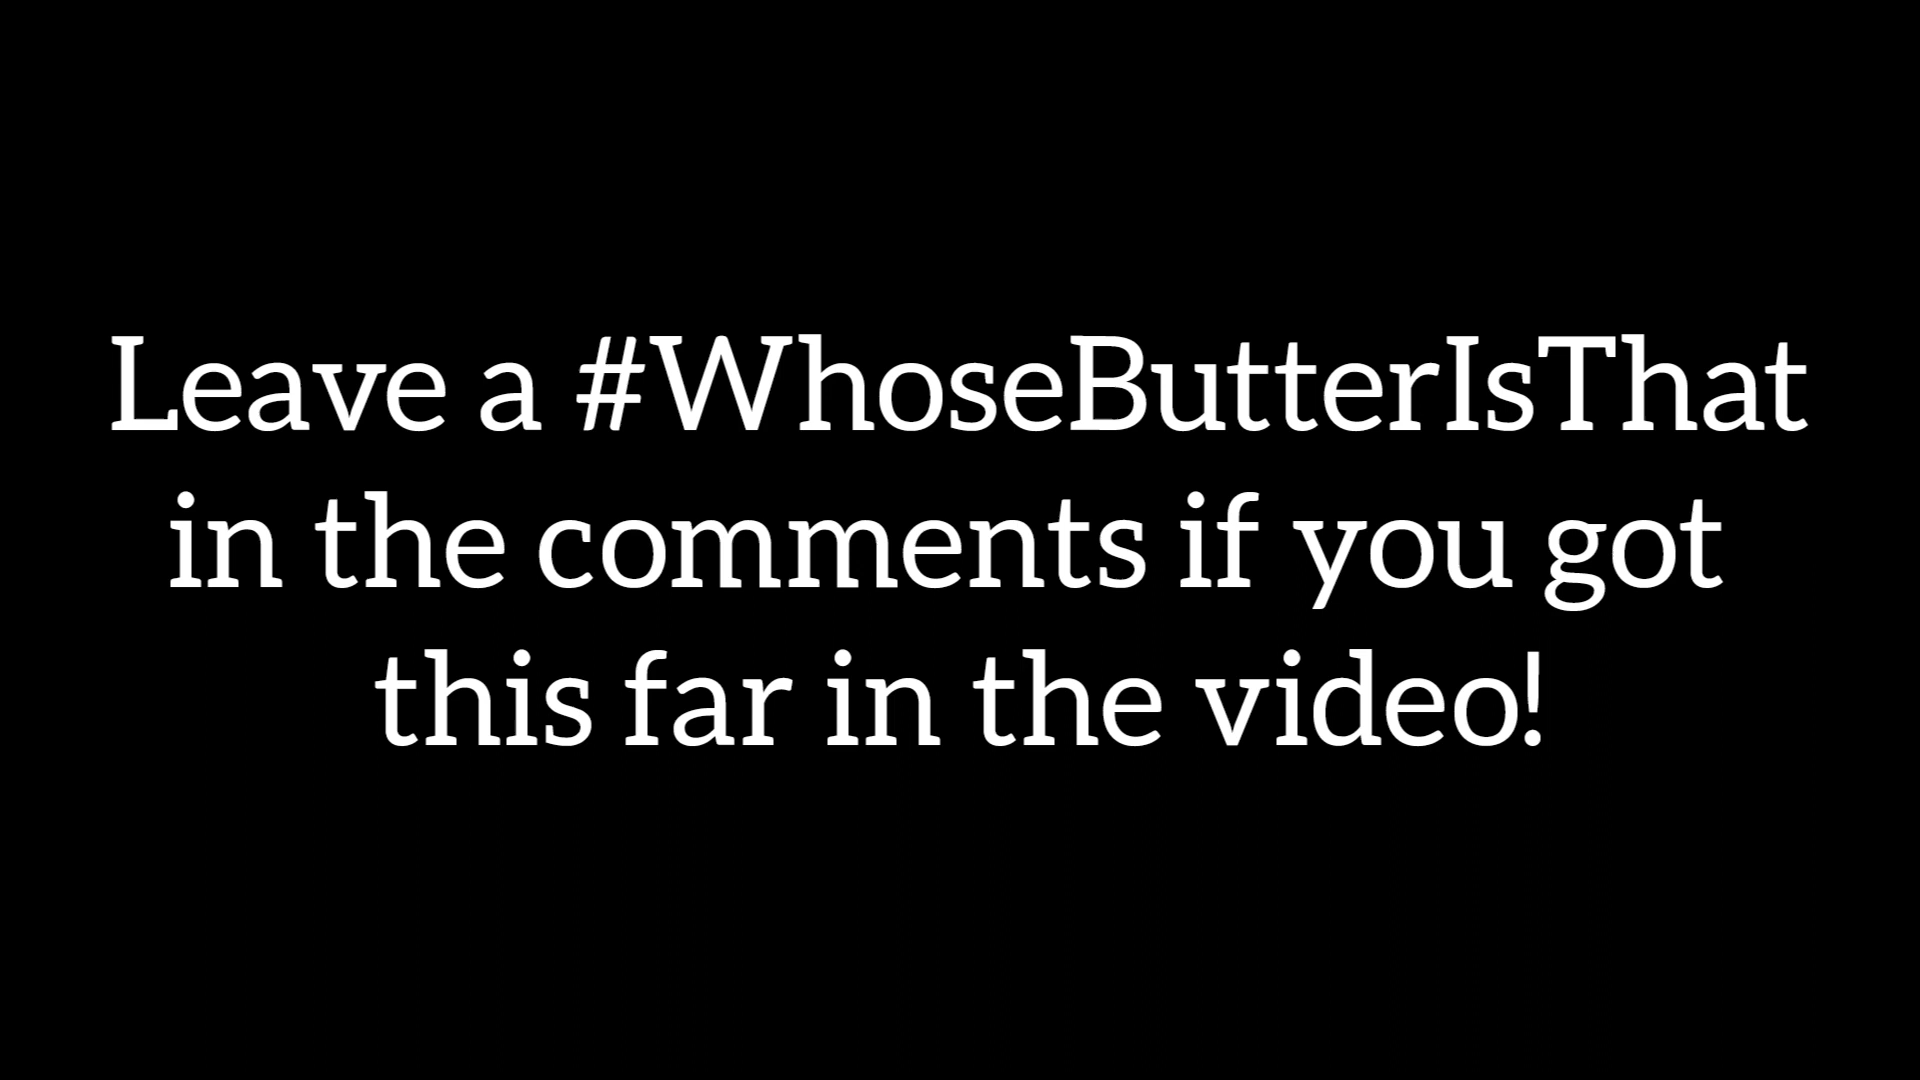 Leave a #WhoseButterIsThat
in the comments if you got
this far in the video!